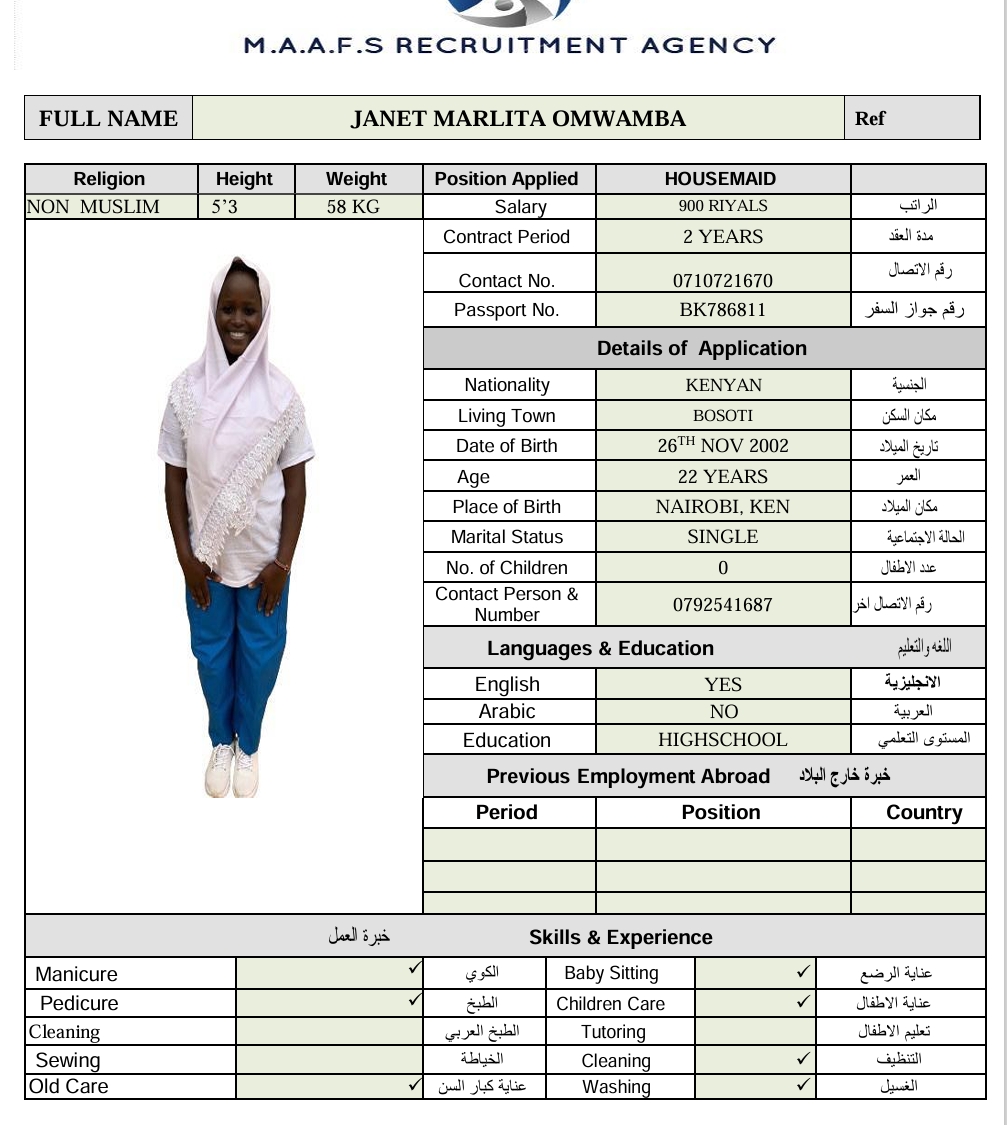 M.A.A.F.S RECRUITMENT AGENCY
FULL NAME JANET MARLITA OMWAMBA Ref
Religion Height Weight Position Applied HOUSEMAID
NON MUSLIM 5’3 58 KG Salary 900 RIYALS الراتب
Contract Period 2 YEARS مدة العقد
Contact No. 0710721670 رقم الاتصال
Passport No. BK786811 رقم جواز السفر
Details of Application
Nationality KENYAN الجنسية
Living Town BOSOTI مكان السكن
Date of Birth 26TH NOV 2002 تاريخ الميلاد
Age 22 YEARS العمر
Place of Birth NAIROBI, KEN مكان الميلاد
Marital Status SINGLE الحالة الاجتماعية
No. of Children 0 عدد الاطفال
Contact Person &
Number 0792541687 رقم الاتصال اخر
Languages & Education اللغه والتعليم
English YES الانجليزية
Arabic NO العربية
Education HIGHSCHOOL المستوى التعلمي
Previous Employment Abroad خبرة خارج البلاد
Period Position Country
خبرة العمل Skills & Experience
Manicure ✓ الكوي Baby Sitting ✓ عناية الرضع
Pedicure ✓ الطبخ Children Care ✓ عناية الاطفال
Cleaning الطبخ العربي Tutoring تعليم الاطفال
Sewing الخياطة Cleaning ✓ التنظيف
Old Care ✓ عناية كبار السن Washing ✓ الغسيل